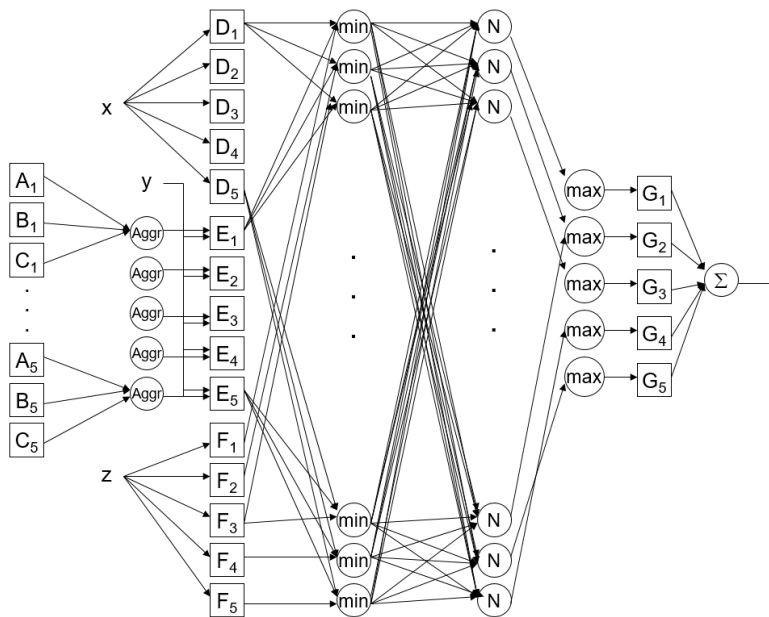 x
y
z
A1
B1
C1
.
.
.
A5
B5
C5
Aggr
Aggr
Aggr
Aggr
Aggr
D1
D2
D3
D4
D5
E1
E2
E3
E4
E5
F1
F2
F3
F4
F5
min
min
min
.
.
.
min
min
min
N
N
N
.
.
.
N
N
N
max
max
max
max
max
G1
G2
G3
G4
G5
Σ